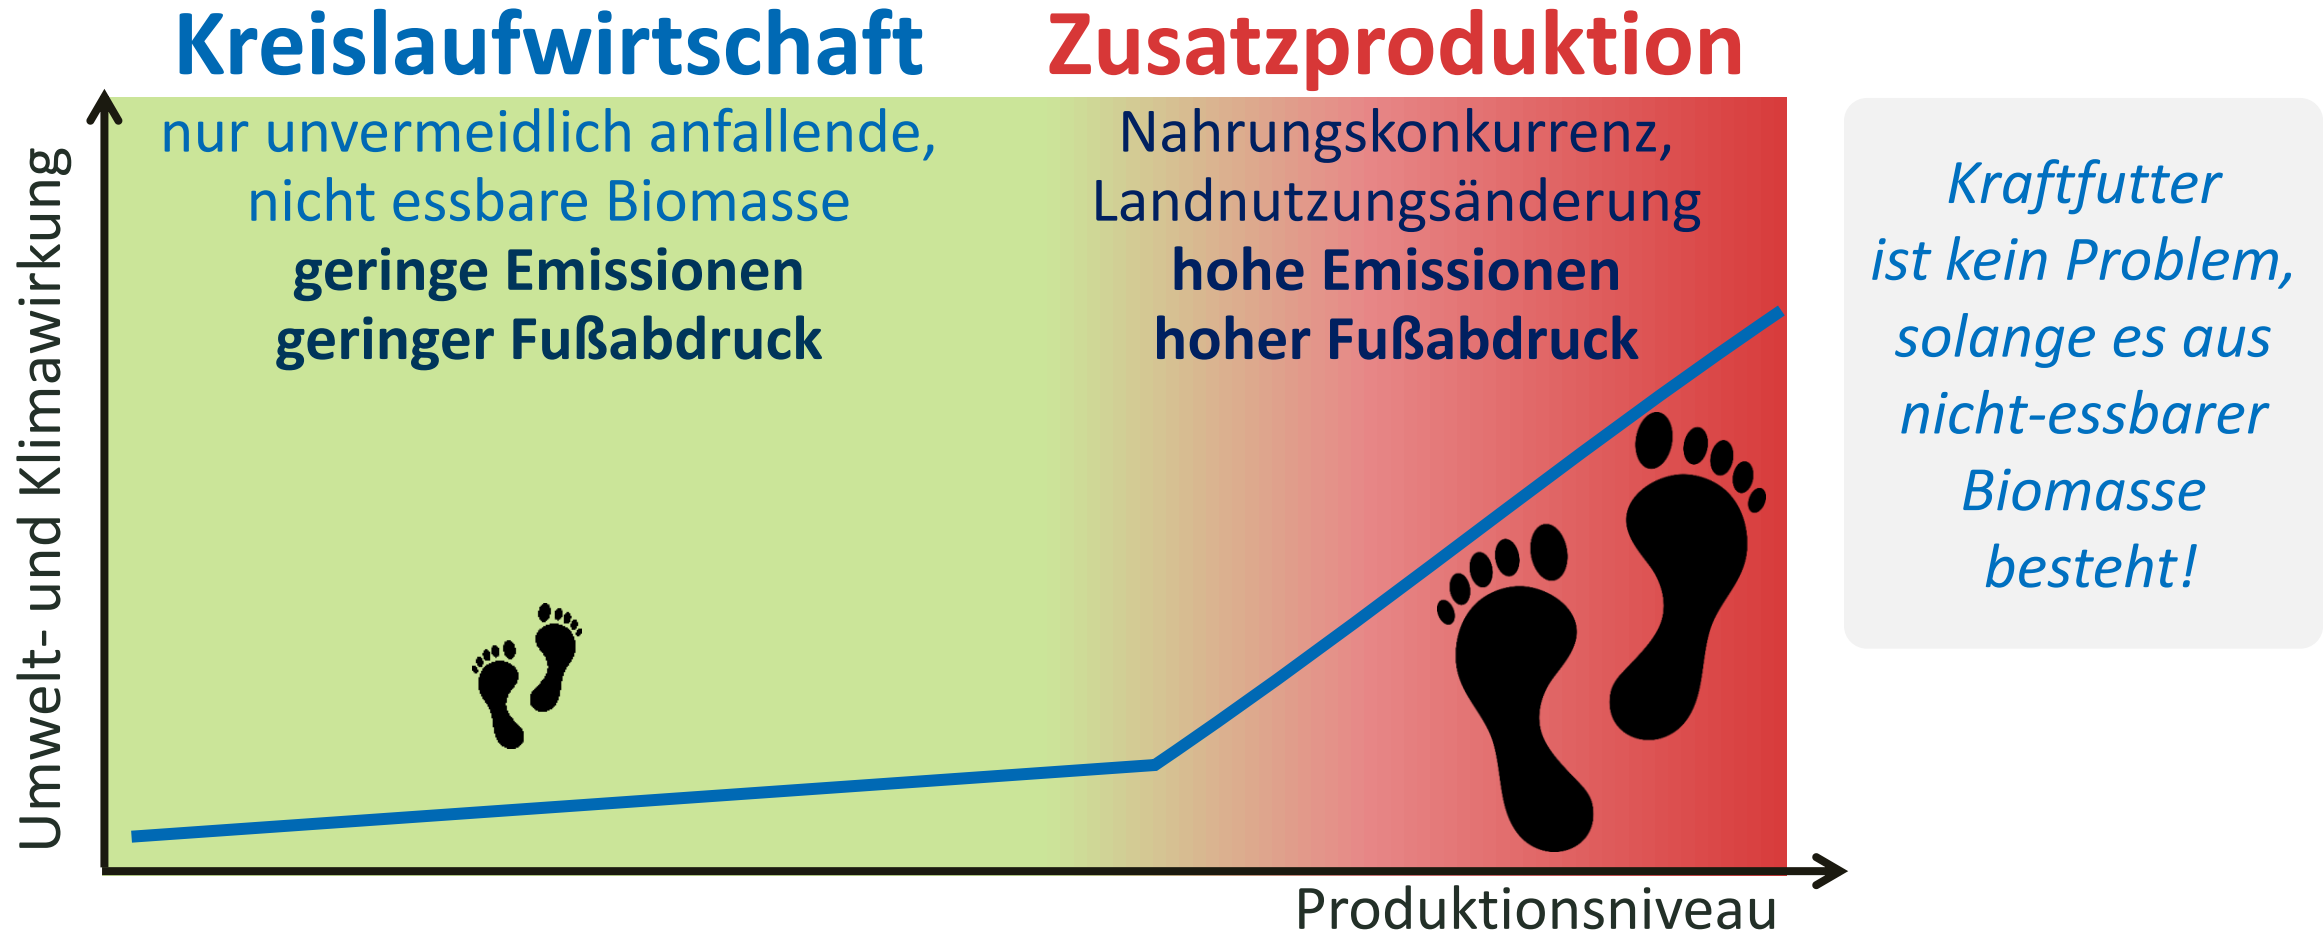 Kreislaufwirtschaft
nur unvermeidlich anfallende,
nicht essbare Biomasse
geringe Emissionen
geringer Fußabdruck
Zusatzproduktion
Nahrungskonkurrenz,
Landnutzungsänderung
hohe Emissionen
hoher Fußabdruck
Umwelt- und Klimawirkung
Produktionsniveau
Kraftfutter
ist kein Problem,
solange es aus
nicht-essbarer
Biomasse
besteht!